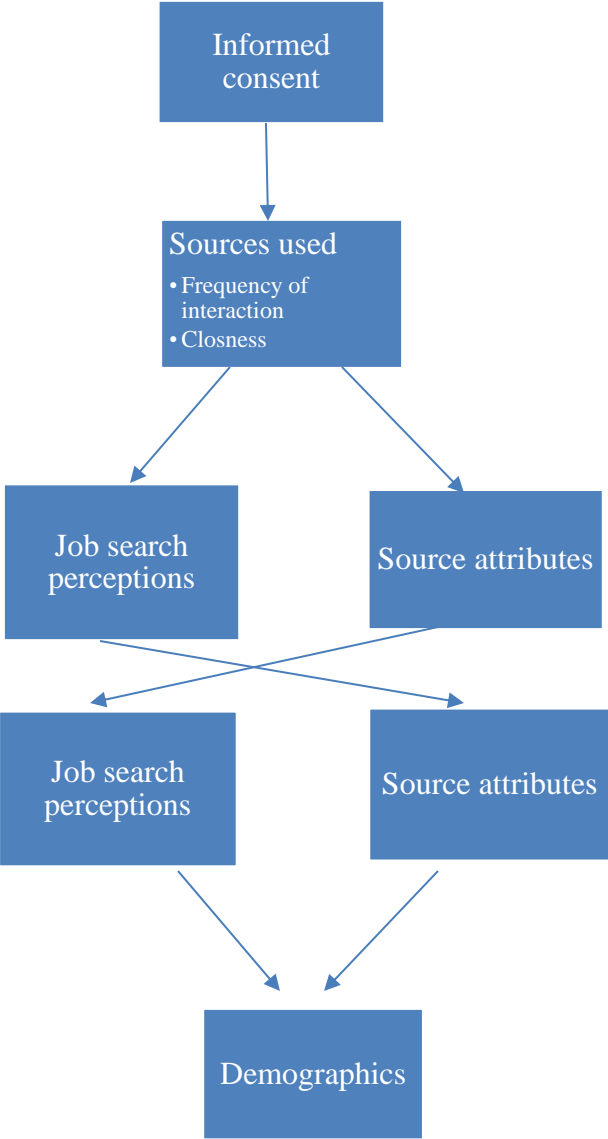 Informed
consent
Sources used
• Frequency of
interaction
• Closness
Job search
perceptions
Source attributes
Job search
perceptions
Source attributes
Demographics